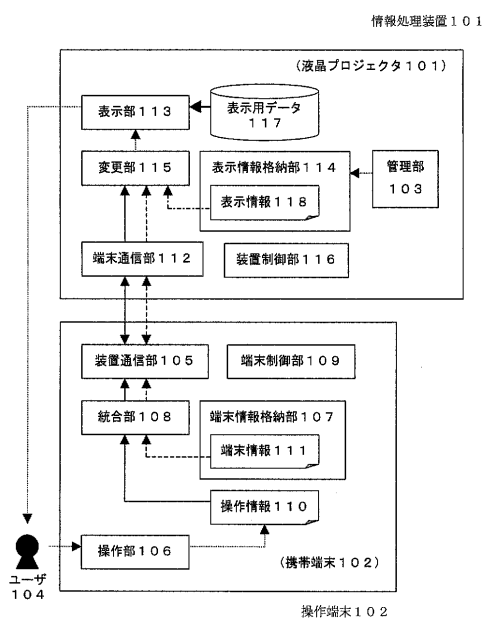 情報処理装置１０１
（液晶プロジェクタ１０１）
表示部１１３
表示用データ
１１７
変更部１１５
表示情報格納部１１４
管理部
１０３
表示情報１１８
端末通信部１１２
装置制御部１１６
装置通信部１０５
端末制御部１０９
統合部１０８
端末情報格納部１０７
端末情報１１１
操作情報１１０
操作部１０６
（携帯端末１０２）
ユーザ
１０４
操作端末１０２